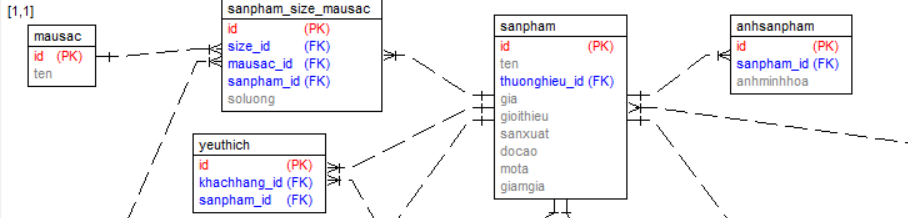 [1,1]
mausac
id (PK)
ten
sanpham_size_mausac
id (PK)
size_id (FK)
mausac_id (FK)
sanpham_id (FK)
soluong
yeuthich
id (PK)
khachhang_id (FK)
sanpham_id (FK)
sanpham
id (PK)
ten
thuonghieu_id (FK)
gia
gioithieu
sanxuat
docao
mota
giamgia
anhsanpham
id (PK)
sanpham_id (FK)
anhminhhoa